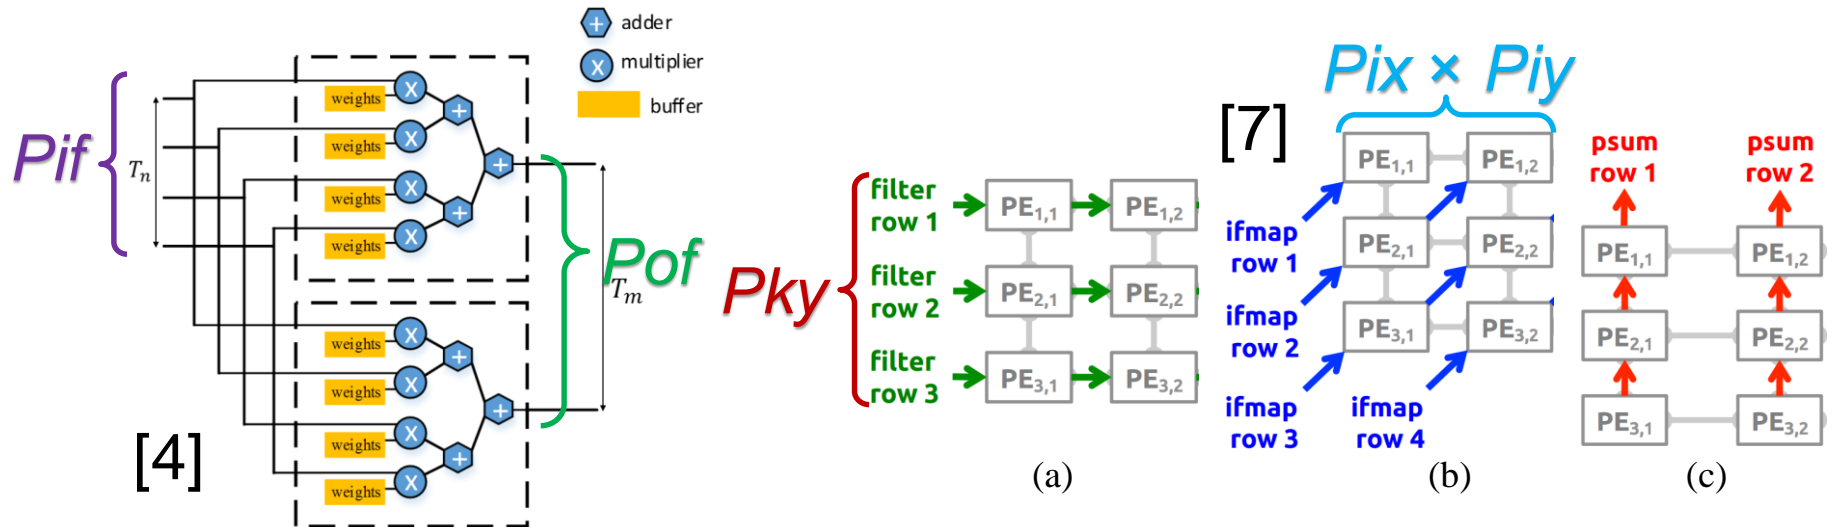 + adder
X multiplier
buffer
Pif
T_n
weights
X
weights
X
+
weights
X
weights
X
+
+
Pof
T_m
weights
X
weights
X
+
weights
X
weights
X
+
+
[4]
Pky
filter
row 1
PE1,1
PE1,2
filter
row 2
PE2,1
PE2,2
filter
row 3
PE3,1
PE3,2
(a)
[7]
Pix × Piy
PE1,1
PE1,2
ifmap
row 1
PE2,1
PE2,2
ifmap
row 2
PE3,1
PE3,2
ifmap
row 3
ifmap
row 4
(b)
psum
row 1
psum
row 2
PE1,1
PE1,2
PE2,1
PE2,2
PE3,1
PE3,2
(c)